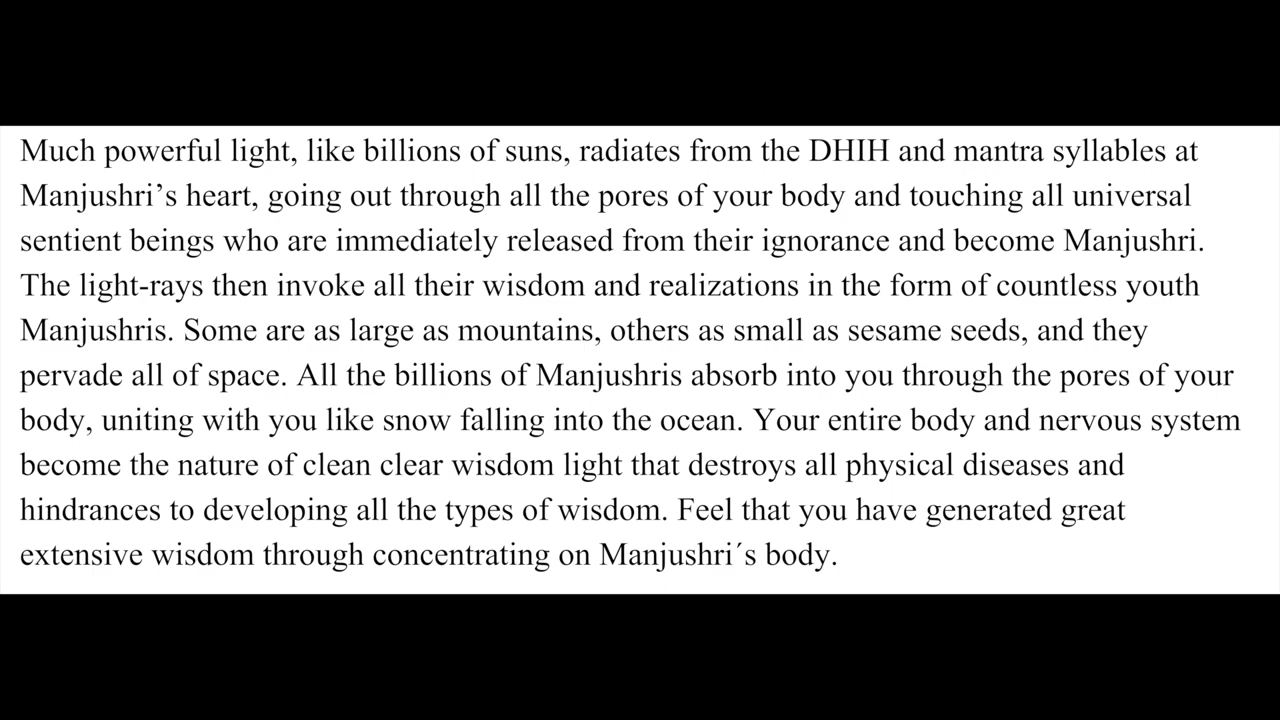 Much powerful light, like billions of suns, radiates from the DHIH and mantra syllables at
Manjushri’s heart, going out through all the pores of your body and touching all universal
sentient beings who are immediately released from their ignorance and become Manjushri.
The light-rays then invoke all their wisdom and realizations in the form of countless youth
Manjushris. Some are as large as mountains, others as small as sesame seeds, and they
pervade all of space. All the billions of Manjushris absorb into you through the pores of your
body, uniting with you like snow falling into the ocean. Your entire body and nervous system
become the nature of clean clear wisdom light that destroys all physical diseases and
hindrances to developing all the types of wisdom. Feel that you have generated great
extensive wisdom through concentrating on Manjushri´s body.